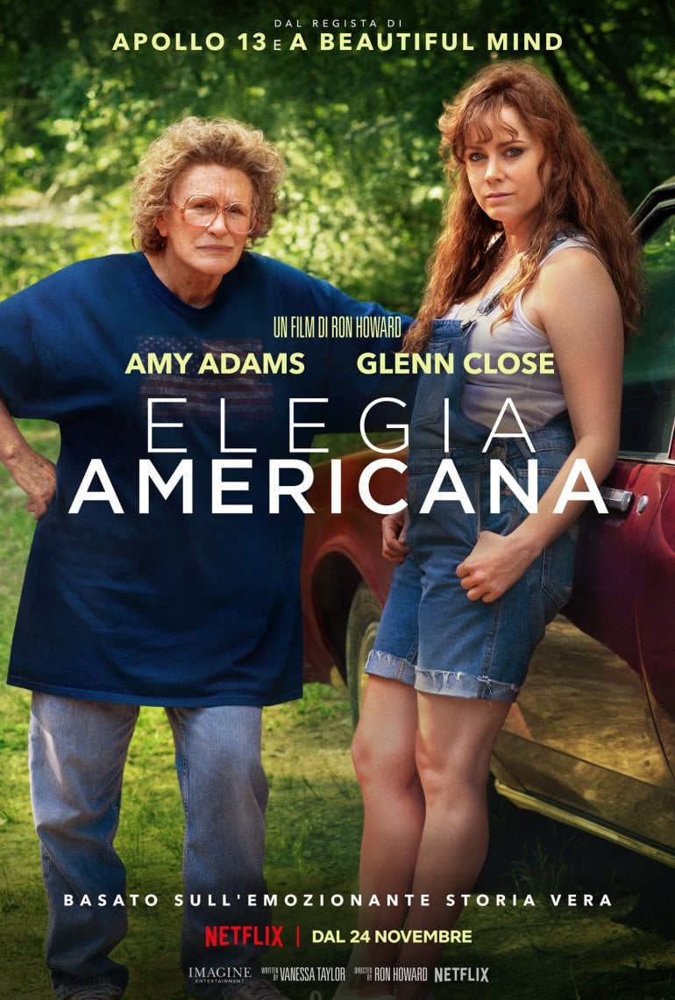 DAL REGISTA DI
APOLLO 13 E A BEAUTIFUL MIND
UN FILM DI RON HOWARD
AMY ADAMS GLENN CLOSE
ELEGIA
AMERICANA
BASATO SULL'EMOZIONANTE STORIA VERA
NETFLIX | DAL 24 NOVEMBRE
IMAGINE ENTERTAINMENT WRITTEN BY VANESSA TAYLOR DIRECTED BY RON HOWARD NETFLIX